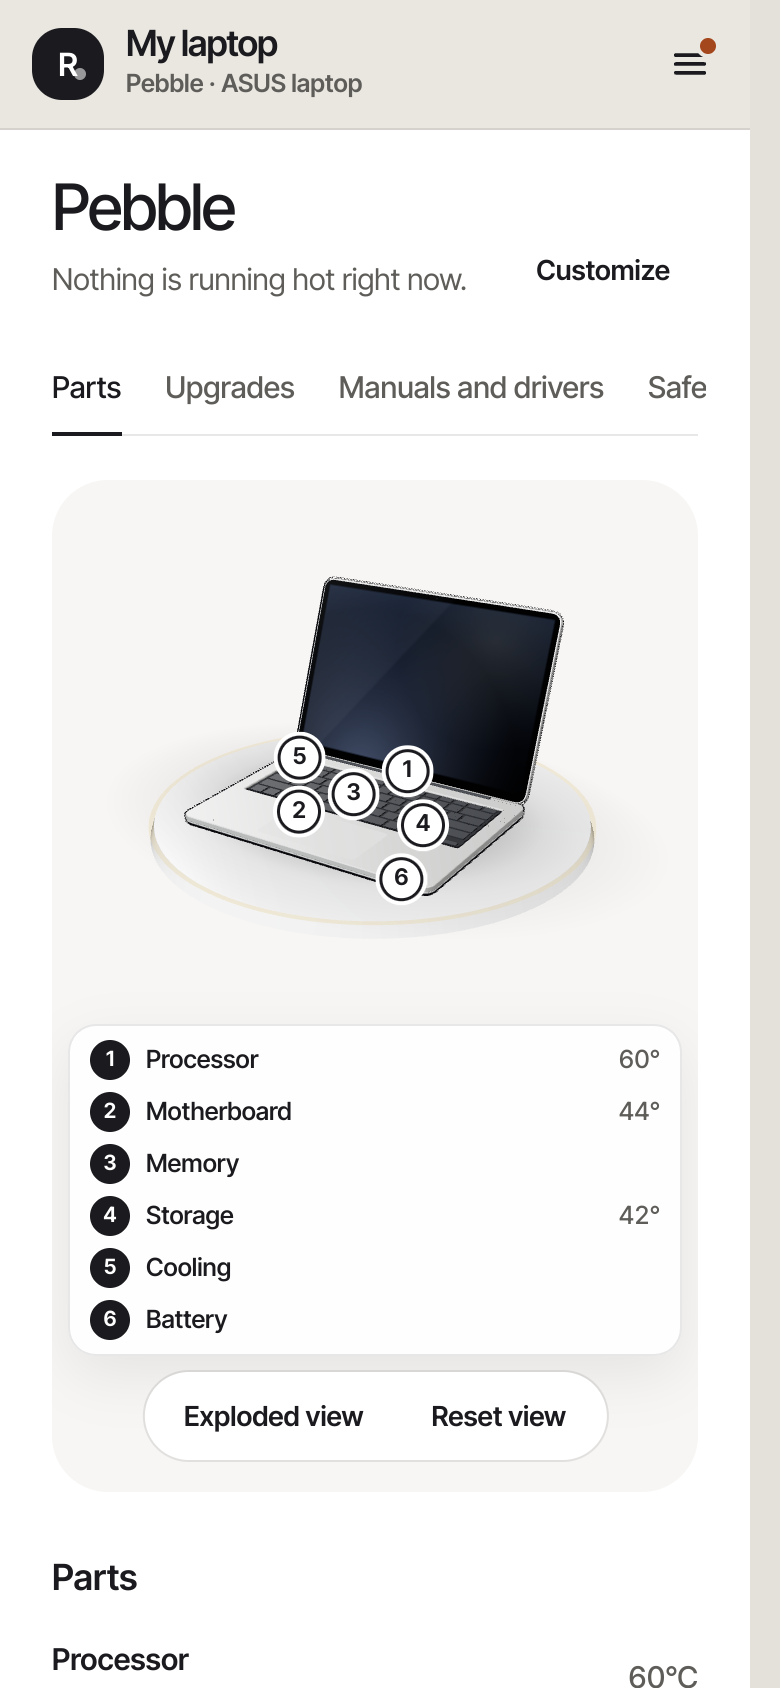 R.
My laptop
Pebble · ASUS laptop
Pebble
Nothing is running hot right now.
Customize
Parts
Upgrades
Manuals and drivers
Safe
5
1
3
2
4
6
1 Processor 60°
2 Motherboard 44°
3 Memory
4 Storage 42°
5 Cooling
6 Battery
Exploded view
Reset view
Parts
Processor
60°C